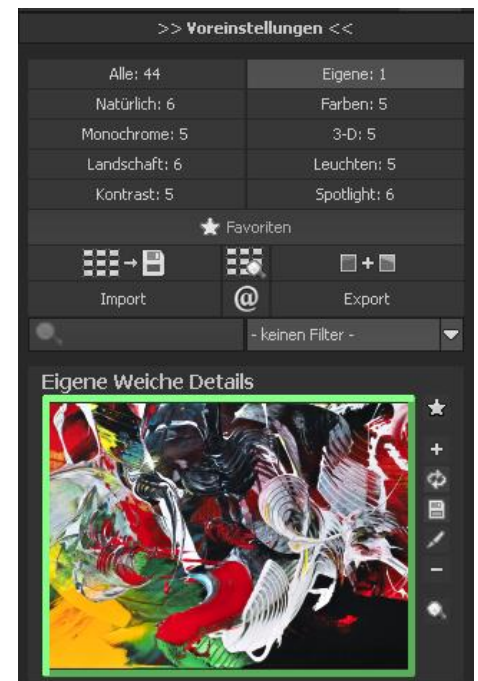 >> Voreinstellungen <<
Alle: 44 Eigene: 1
Natürlich: 6 Farben: 5
Monochrome: 5 3-D: 5
Landschaft: 6 Leuchten: 5
Kontrast: 5 Spotlight: 6
Favoriten
Import @ Export
- keinen Filter -
Eigene Weiche Details